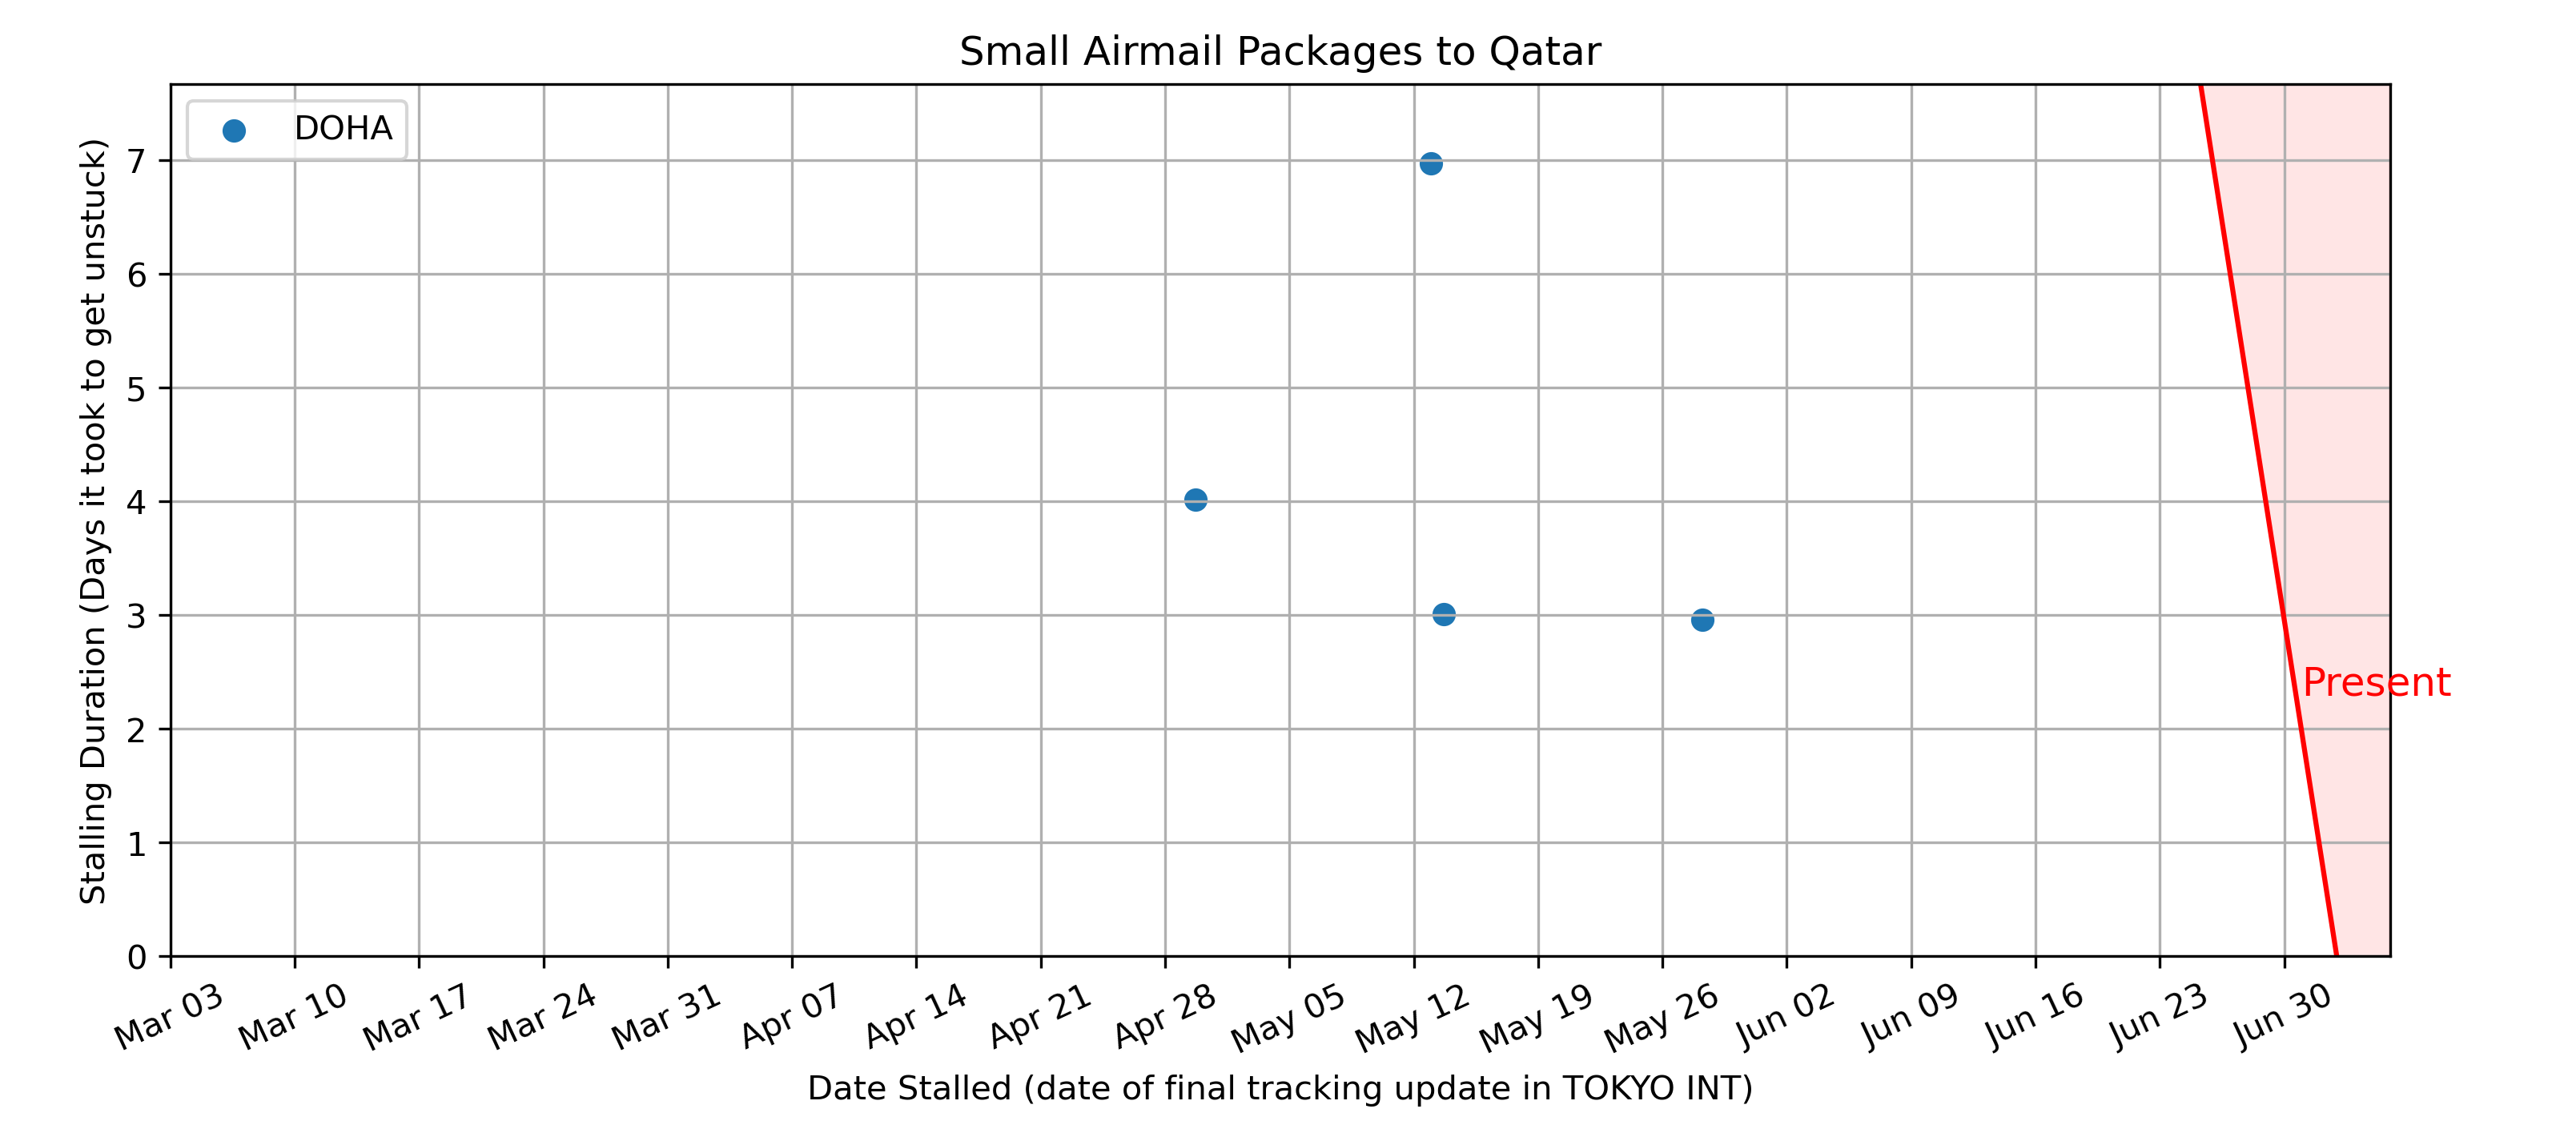 Small Airmail Packages to Qatar
DOHA
Stalling Duration (Days it took to get unstuck)
7
6
5
4
3
2
1
0
Present
Mar 03
Mar 10
Mar 17
Mar 24
Mar 31
Apr 07
Apr 14
Apr 21
Apr 28
May 05
May 12
May 19
May 26
Jun 02
Jun 09
Jun 16
Jun 23
Jun 30
Date Stalled (date of final tracking update in TOKYO INT)